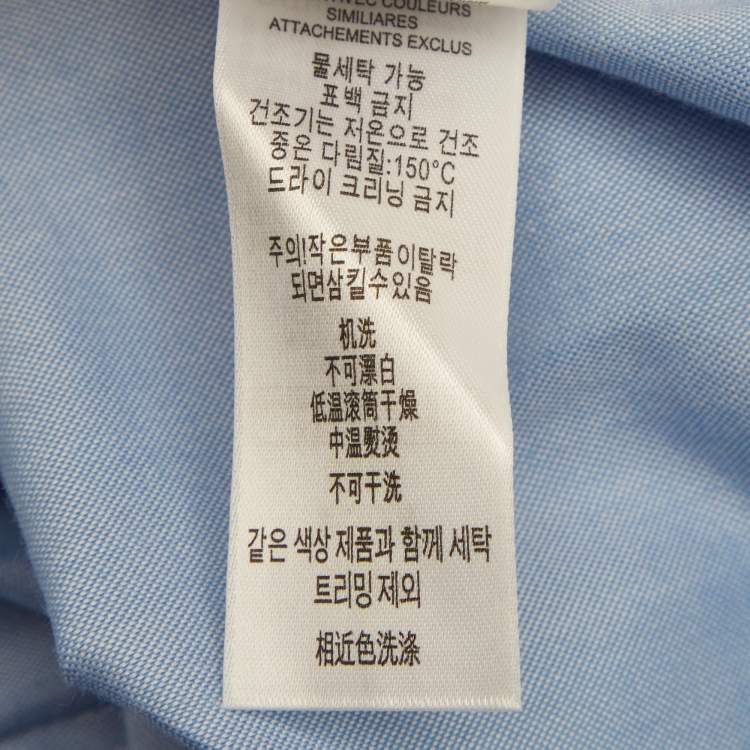 AVEC COULEURS
SIMILIARES
ATTACHEMENTS EXCLUS
물세탁 가능
표백 금지
건조기는 저온으로 건조
중온 다림질:150°C
드라이 크리닝 금지
주의!작은부품이탈락
되면삼킬수있음
机洗
不可漂白
低温滚筒干燥
中温熨烫
不可干洗
같은 색상 제품과 함께 세탁
트리밍 제외
相近色洗涤